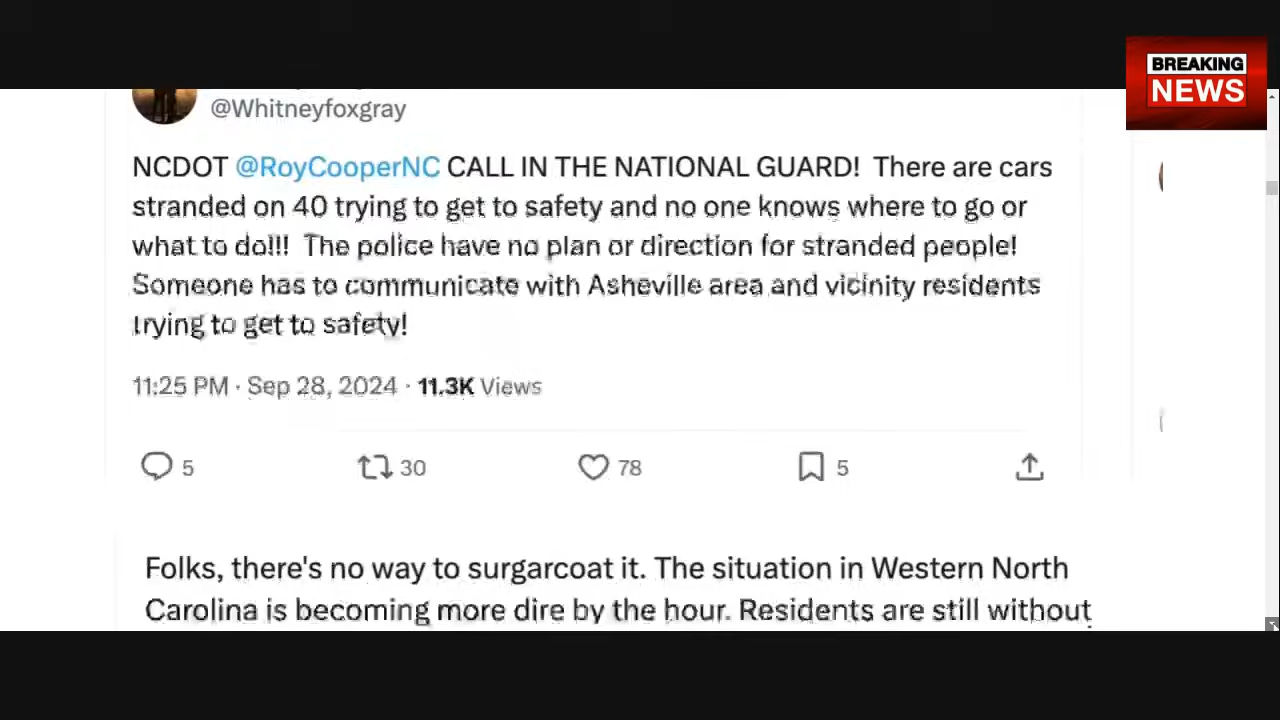 BREAKING
NEWS
@Whitneyfoxgray
NCDOT @RoyCooperNC CALL IN THE NATIONAL GUARD! There are cars
stranded on 40 trying to get to safety and no one knows where to go or
what to do!!! The police have no plan or direction for stranded people!
Someone has to communicate with Asheville area and vicinity residents
trying to get to safety!
11:25 PM · Sep 28, 2024 · 11.3K Views
5 30 78 5
Folks, there's no way to surgarcoat it. The situation in Western North
Carolina is becoming more dire by the hour. Residents are still without